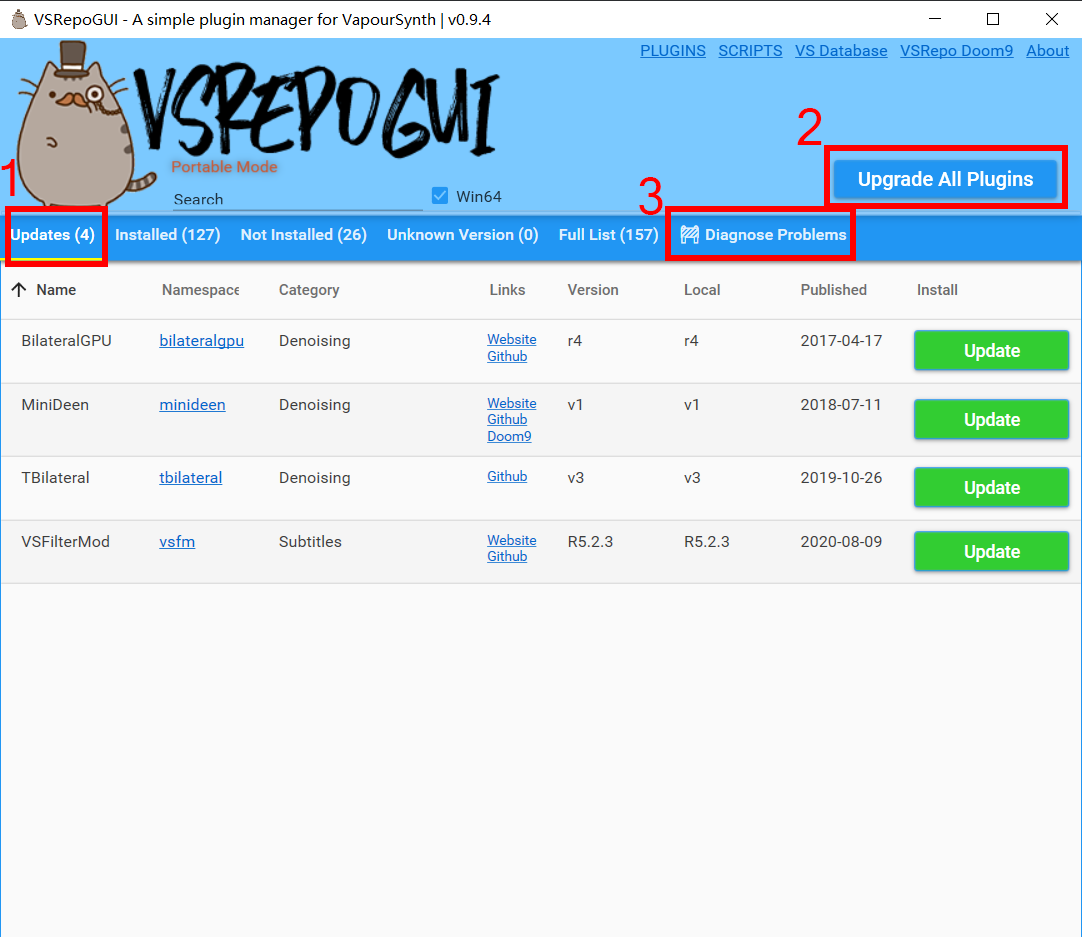 VSRepoGUI - A simple plugin manager for VapourSynth | v0.9.4
PLUGINS SCRIPTS VS Database VSRepo Doom9 About
VSREPOGUI
2
Portable Mode
1
Upgrade All Plugins
3
Search Win64
Updates (4) Installed (127) Not Installed (26) Unknown Version (0) Full List (157) Diagnose Problems
Name Namespace Category Links Version Local Published Install
BilateralGPU bilateralgpu Denoising Website r4 r4 2017-04-17 Update
Github
MiniDeen minideen Denoising Website v1 v1 2018-07-11 Update
Github
Doom9
TBilateral tbilateral Denoising Github v3 v3 2019-10-26 Update
VSFilterMod vsfm Subtitles Website R5.2.3 R5.2.3 2020-08-09 Update
Github